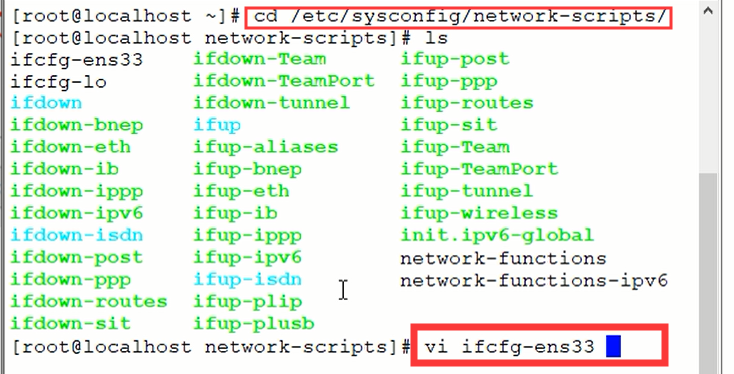 [root@localhost ~]# cd /etc/sysconfig/network-scripts/
[root@localhost network-scripts]# ls
ifcfg-ens33 ifdown-Team ifup-post
ifcfg-lo ifdown-TeamPort ifup-ppp
ifdown ifdown-tunnel ifup-routes
ifdown-bnep ifup ifup-sit
ifdown-eth ifup-aliases ifup-Team
ifdown-ib ifup-bnep ifup-TeamPort
ifdown-ippp ifup-eth ifup-tunnel
ifdown-ipv6 ifup-ib ifup-wireless
ifdown-isdn ifup-ippp init.ipv6-global
ifdown-post ifup-ipv6 network-functions
ifdown-ppp ifup-isdn network-functions-ipv6
ifdown-routes ifup-plip
ifdown-sit ifup-plusb
[root@localhost network-scripts]# vi ifcfg-ens33